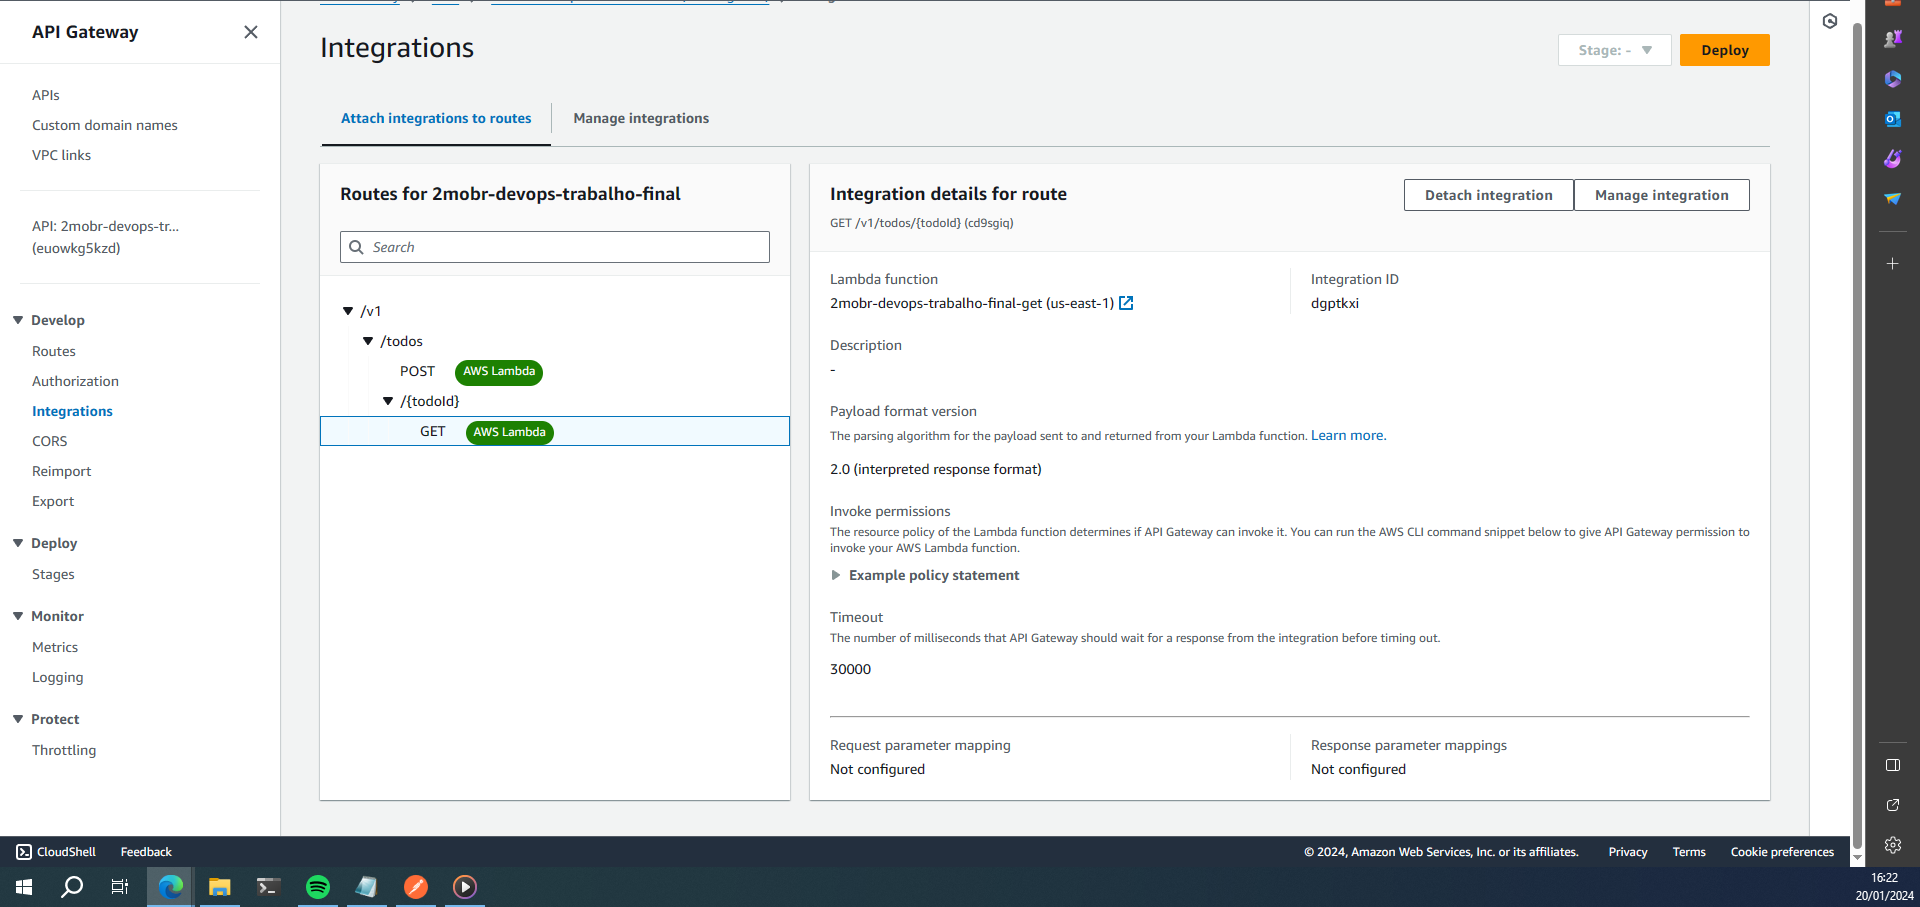 API Gateway
APIs
Custom domain names
VPC links
API: 2mobr-devops-tr...
(euowkg5kzd)
Develop
Routes
Authorization
Integrations
CORS
Reimport
Export
Deploy
Stages
Monitor
Metrics
Logging
Protect
Throttling
Integrations
Stage: -
Deploy
Attach integrations to routes
Manage integrations
Routes for 2mobr-devops-trabalho-final
Search
/v1
/todos
POST AWS Lambda
/{todoId}
GET AWS Lambda
Integration details for route
GET /v1/todos/{todoId} (cd9sgiq)
Detach integration
Manage integration
Lambda function
2mobr-devops-trabalho-final-get (us-east-1)
Integration ID
dgptkxi
Description
-
Payload format version
The parsing algorithm for the payload sent to and returned from your Lambda function. Learn more.
2.0 (interpreted response format)
Invoke permissions
The resource policy of the Lambda function determines if API Gateway can invoke it. You can run the AWS CLI command snippet below to give API Gateway permission to
invoke your AWS Lambda function.
Example policy statement
Timeout
The number of milliseconds that API Gateway should wait for a response from the integration before timing out.
30000
Request parameter mapping
Not configured
Response parameter mappings
Not configured
CloudShell
Feedback
© 2024, Amazon Web Services, Inc. or its affiliates.
Privacy
Terms
Cookie preferences
16:22
20/01/2024